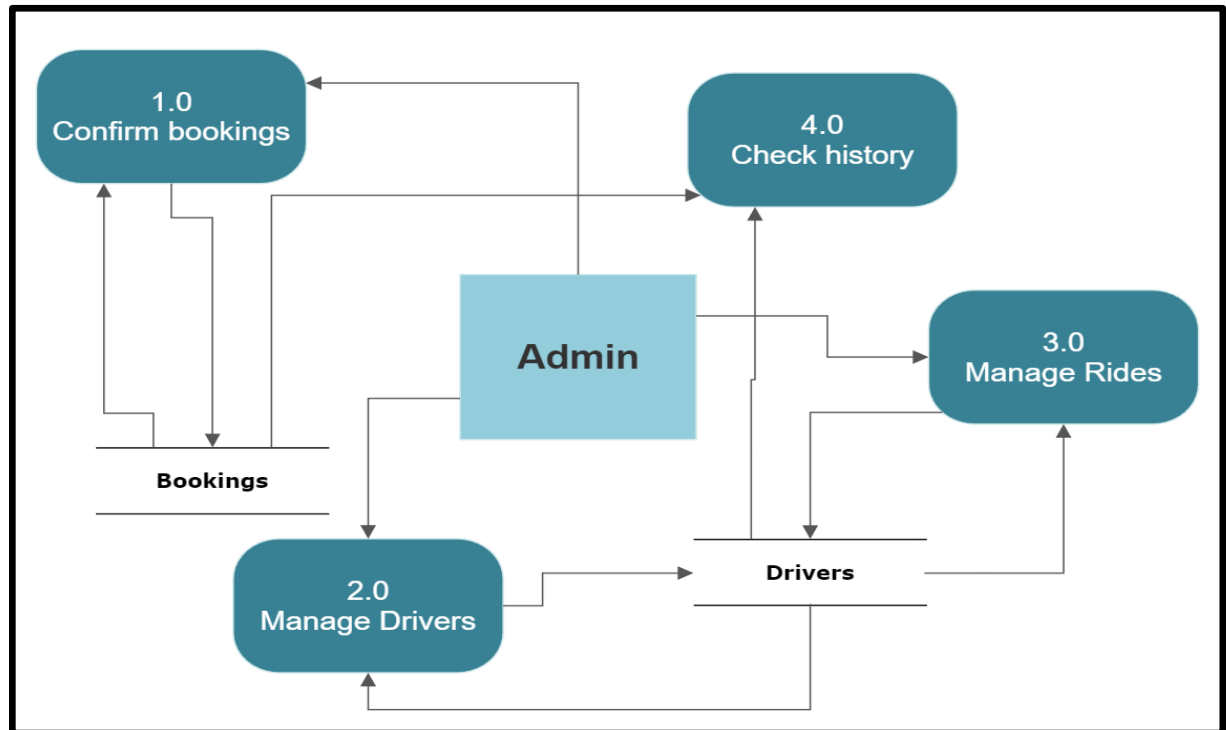 1.0
Confirm bookings
4.0
Check history
Admin
3.0
Manage Rides
Bookings
Drivers
2.0
Manage Drivers